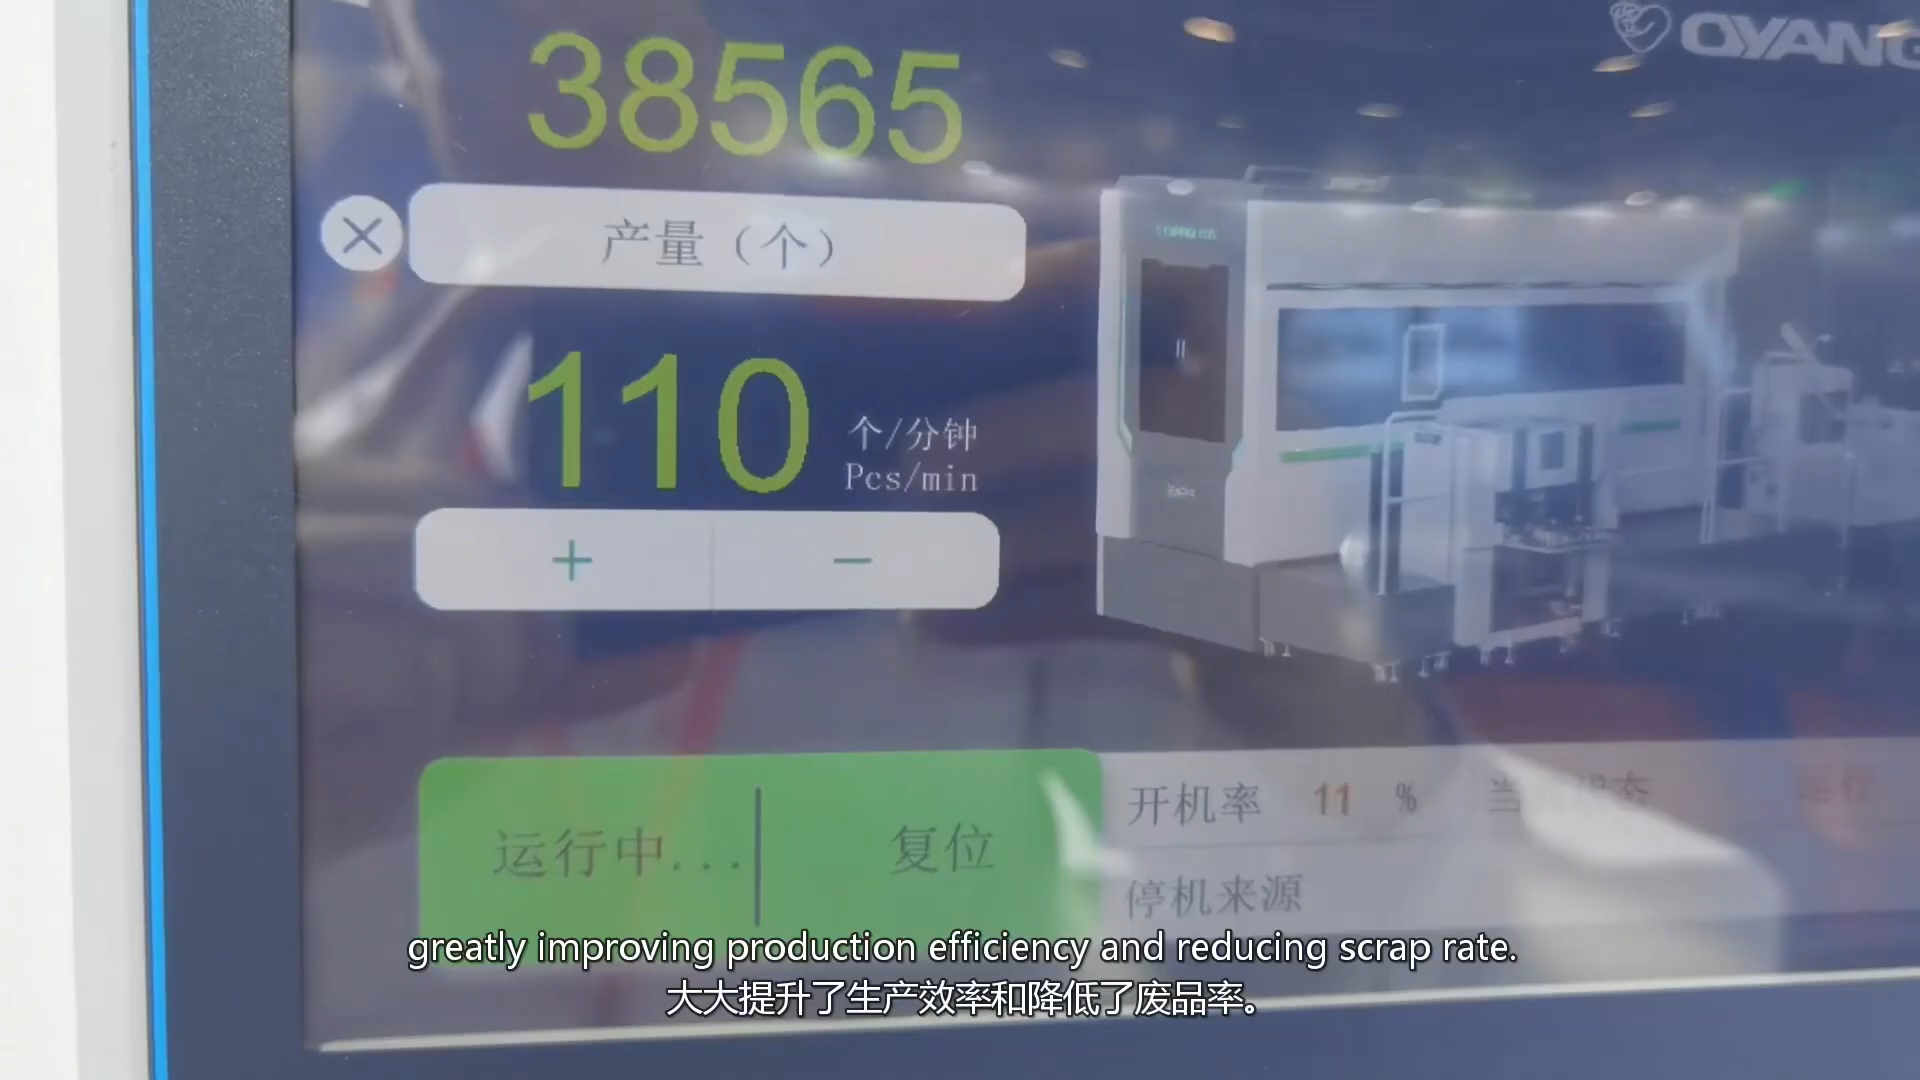 38565
OYANG
产量（个）
110
个/分钟
Pcs/min
+
−
运行中...
复位
开机率 11 %
运行
停机来源
greatly improving production efficiency and reducing scrap rate.
大大提升了生产效率和降低了废品率。